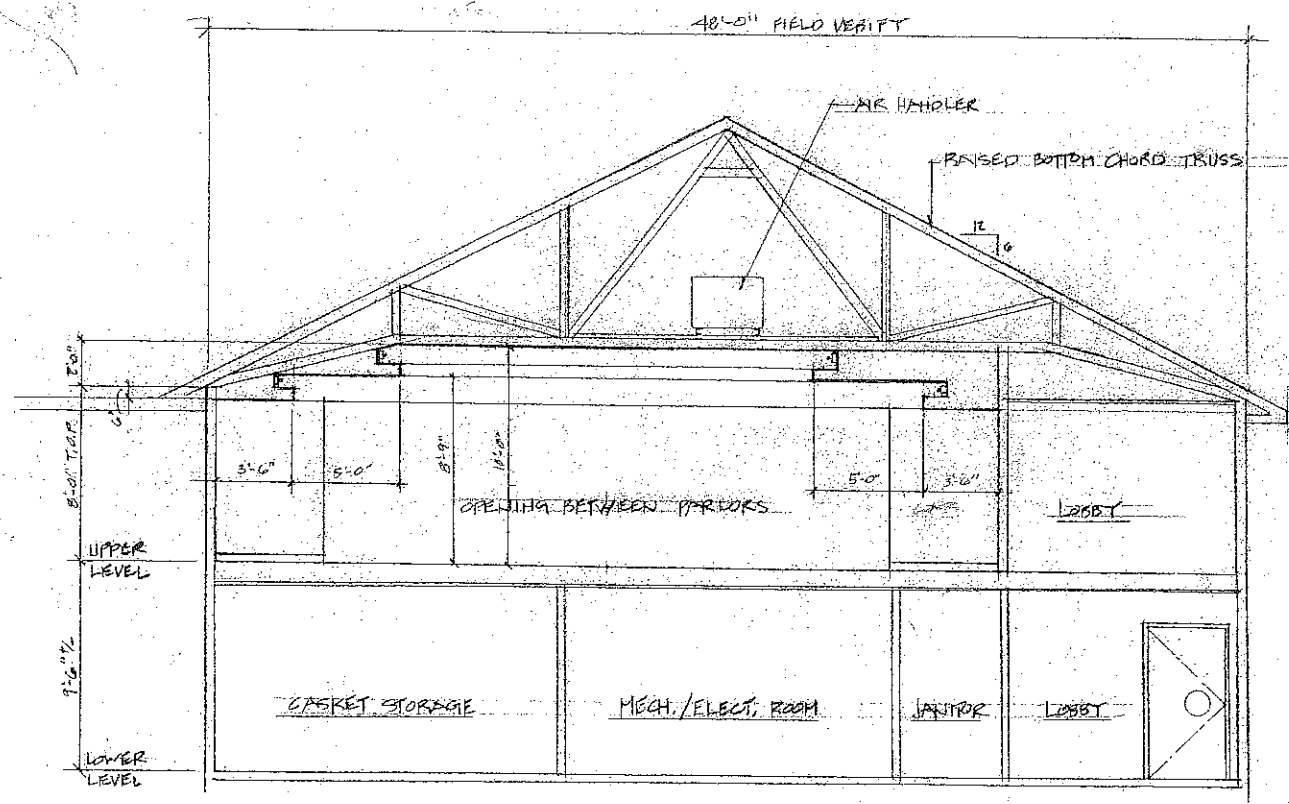 48'-0" FIELD VERIFY
AIR HANDLER
RAISED BOTTOM CHORD TRUSS
12
6
2'-0"
6"
8'-0" T.O.P.
3'-6"
5'-0"
8'-9"
10'-0"
5'-0"
3'-6"
OPENING BETWEEN PARLORS
LOBBY
UPPER
LEVEL
9'-6" +/-
CASKET STORAGE
MECH./ELECT. ROOM
JANITOR
LOBBY
LOWER
LEVEL